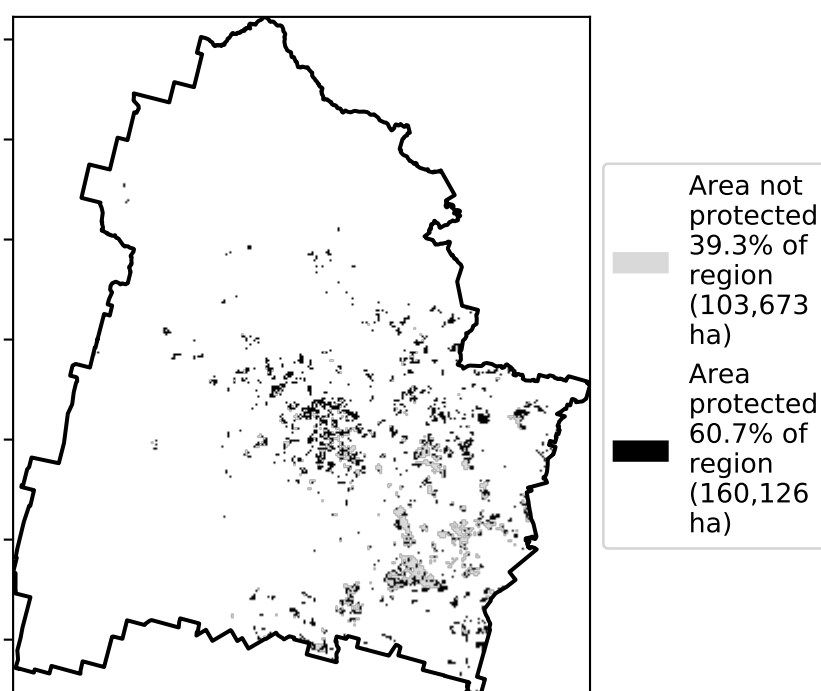 Area not
protected
39.3% of
region
(103,673
ha)
Area
protected
60.7% of
region
(160,126
ha)